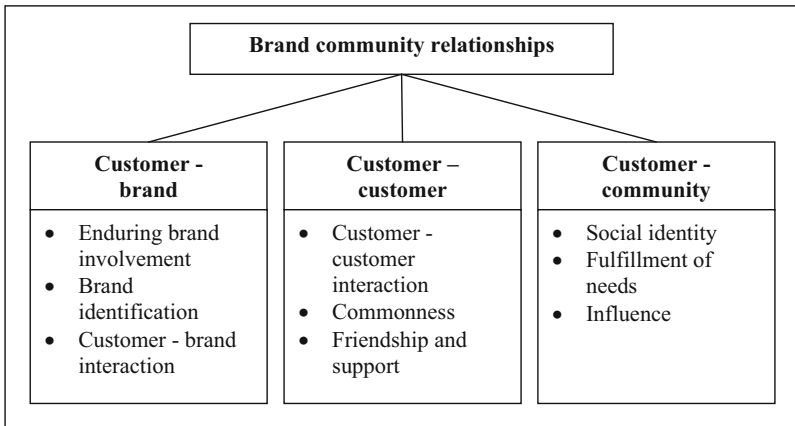 Brand community relationships
Customer -
brand
• Enduring brand
involvement
• Brand
identification
• Customer - brand
interaction
Customer –
customer
• Customer -
customer
interaction
• Commonness
• Friendship and
support
Customer -
community
• Social identity
• Fulfillment of
needs
• Influence